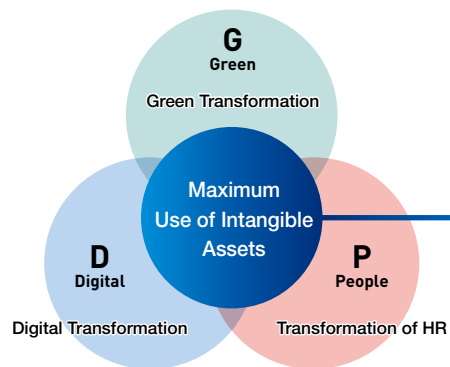 G
Green
Green Transformation
Maximum
Use of Intangible
Assets
D
Digital
Digital Transformation
P
People
Transformation of HR